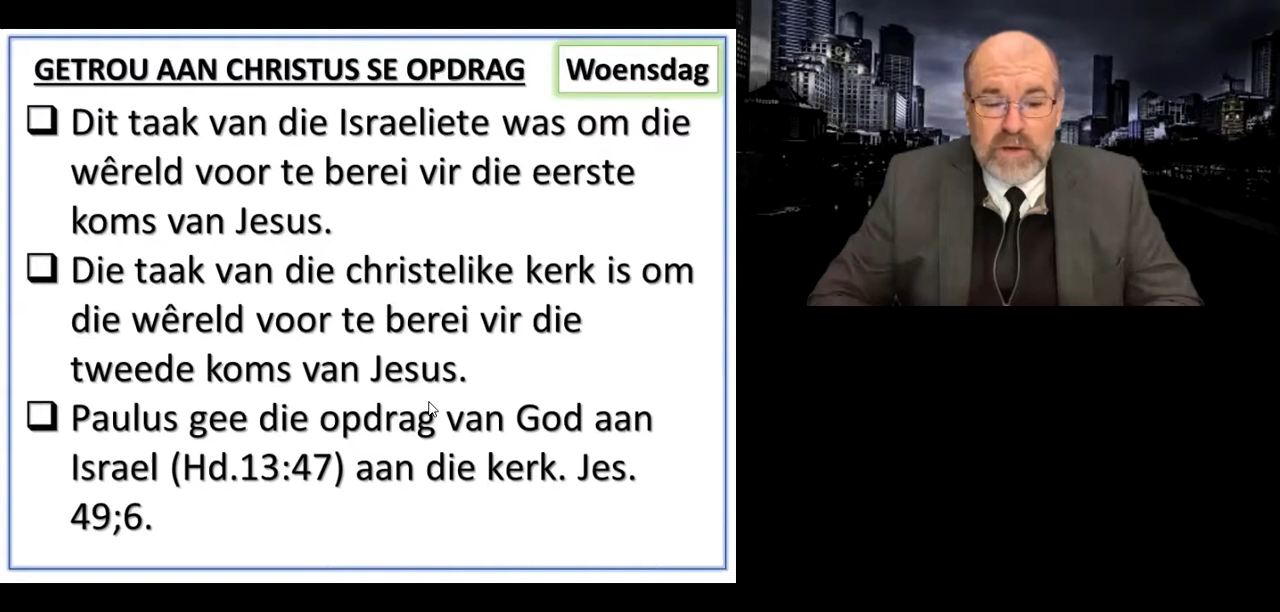 GETROU AAN CHRISTUS SE OPDRAG
Woensdag
Dit taak van die Israeliete was om die
wêreld voor te berei vir die eerste
koms van Jesus.
Die taak van die christelike kerk is om
die wêreld voor te berei vir die
tweede koms van Jesus.
Paulus gee die opdrag van God aan
Israel (Hd.13:47) aan die kerk. Jes.
49;6.